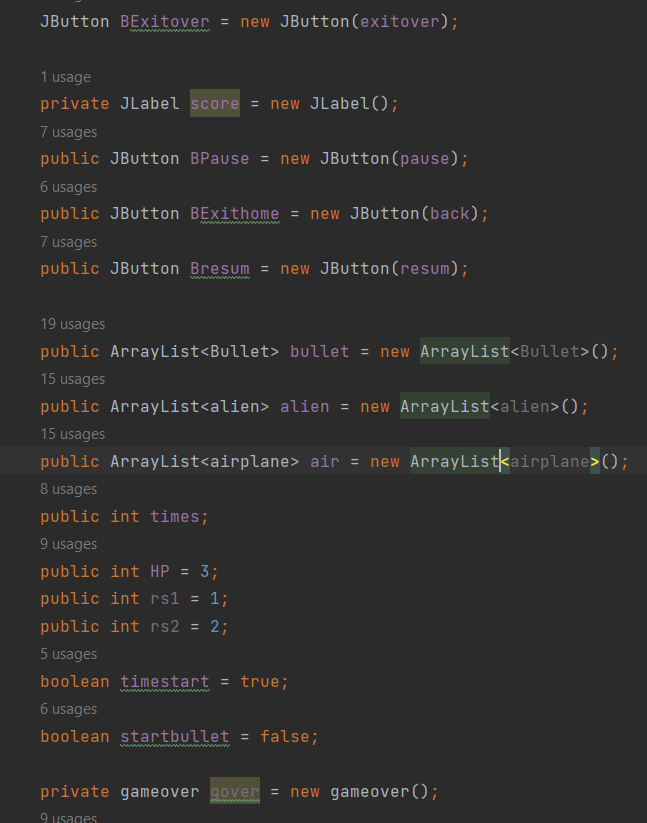 JButton BExitover = new JButton(exitover);
1 usage
private JLabel score = new JLabel();
7 usages
public JButton BPause = new JButton(pause);
6 usages
public JButton BExithome = new JButton(back);
7 usages
public JButton Bresum = new JButton(resum);
19 usages
public ArrayList<Bullet> bullet = new ArrayList<Bullet>();
15 usages
public ArrayList<alien> alien = new ArrayList<alien>();
15 usages
public ArrayList<airplane> air = new ArrayList<airplane>();
8 usages
public int times;
9 usages
public int HP = 3;
public int rs1 = 1;
public int rs2 = 2;
5 usages
boolean timestart = true;
6 usages
boolean startbullet = false;
private gameover gover = new gameover();
9 usages